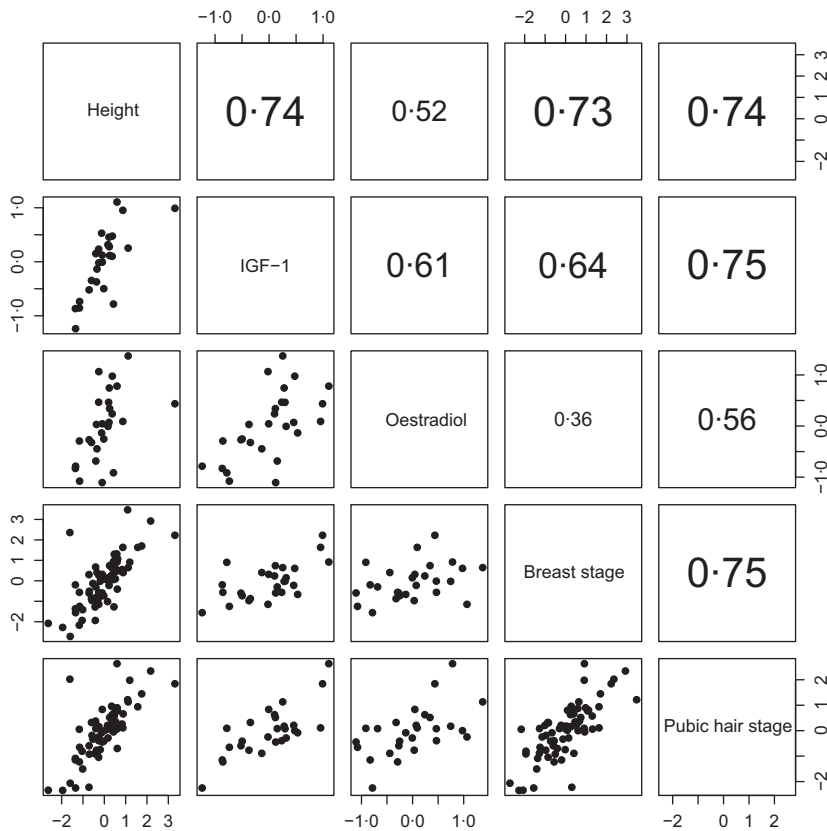 −1·0 0·0 1·0 −2 0 1 2 3
Height 0·74 0·52 0·73 0·74
−2 0 1 2 3
−1·0 0·0 1·0
IGF−1 0·61 0·64 0·75
Oestradiol 0·36 0·56
−1·0 0·0 1·0
−2 0 1 2 3
Breast stage 0·75
Pubic hair stage
−2 0 1 2
−2 0 1 2 3 −1·0 0·0 1·0 −2 0 1 2